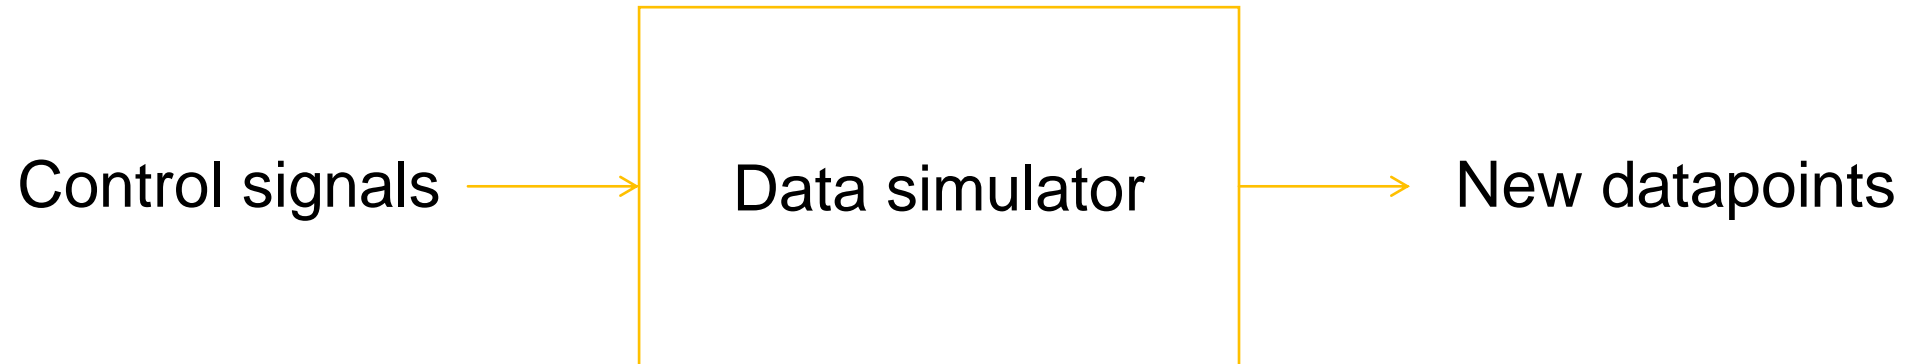 Control signals
Data simulator
New datapoints